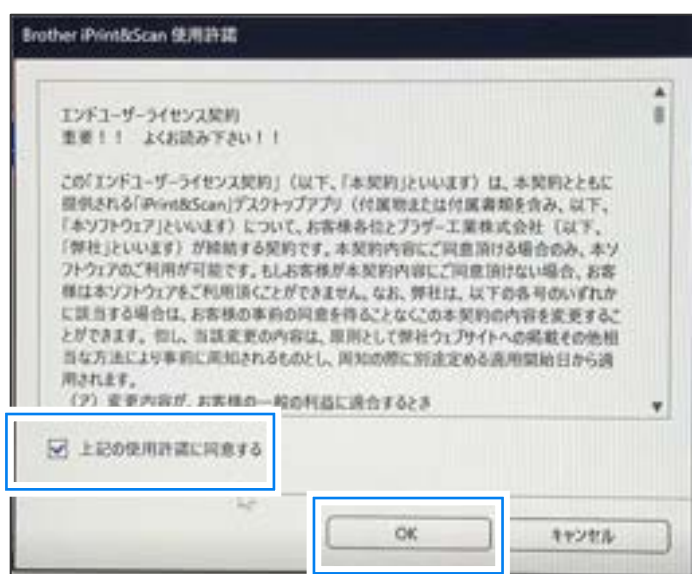 Brother iPrint&Scan 使用許諾
エンドユーザーライセンス契約
重要！！ よくお読み下さい！！
この「エンドユーザーライセンス契約」（以下、「本契約」といいます）は、本契約とともに
提供される「iPrint&Scan」デスクトップアプリ（付属物または付属書類を含み、以下、
「本ソフトウェア」といいます）について、お客様各位とブラザー工業株式会社（以下、
「弊社」といいます）が締結する契約です。本契約内容にご同意頂ける場合のみ、本ソ
フトウェアのご利用が可能です。もしお客様が本契約内容にご同意頂けない場合、お客
様は本ソフトウェアをご利用頂くことができません。なお、弊社は、以下の各号のいずれか
に該当する場合は、お客様の事前の同意を得ることなくこの本契約の内容を変更するこ
とができます。但し、当該変更の内容は、原則として弊社ウェブサイトへの掲載その他相
当な方法により事前に周知されるものとし、周知の際に別途定める適用開始日から適
用されます。
（ア）変更内容が、お客様の一般の利益に適合するとき
上記の使用許諾に同意する
OK
キャンセル